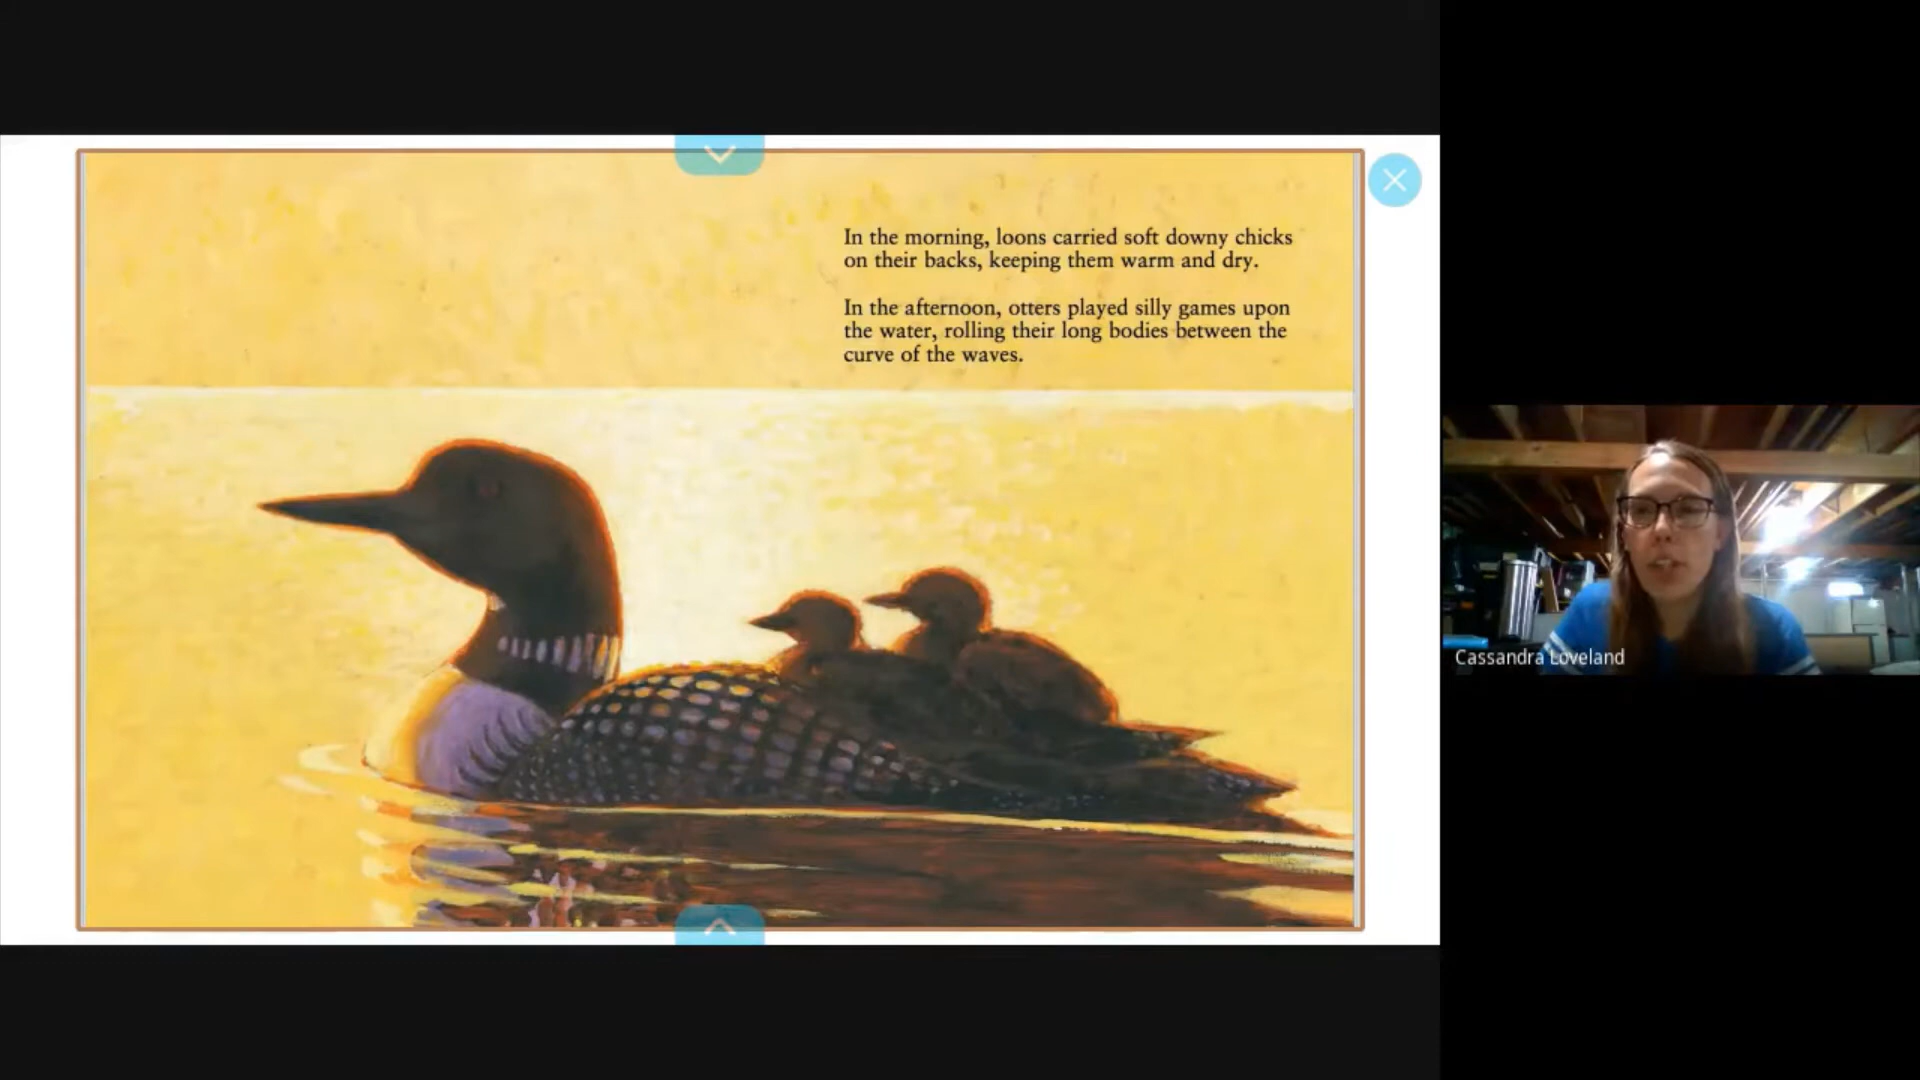 In the morning, loons carried soft downy chicks
on their backs, keeping them warm and dry.
In the afternoon, otters played silly games upon
the water, rolling their long bodies between the
curve of the waves.
Cassandra Loveland